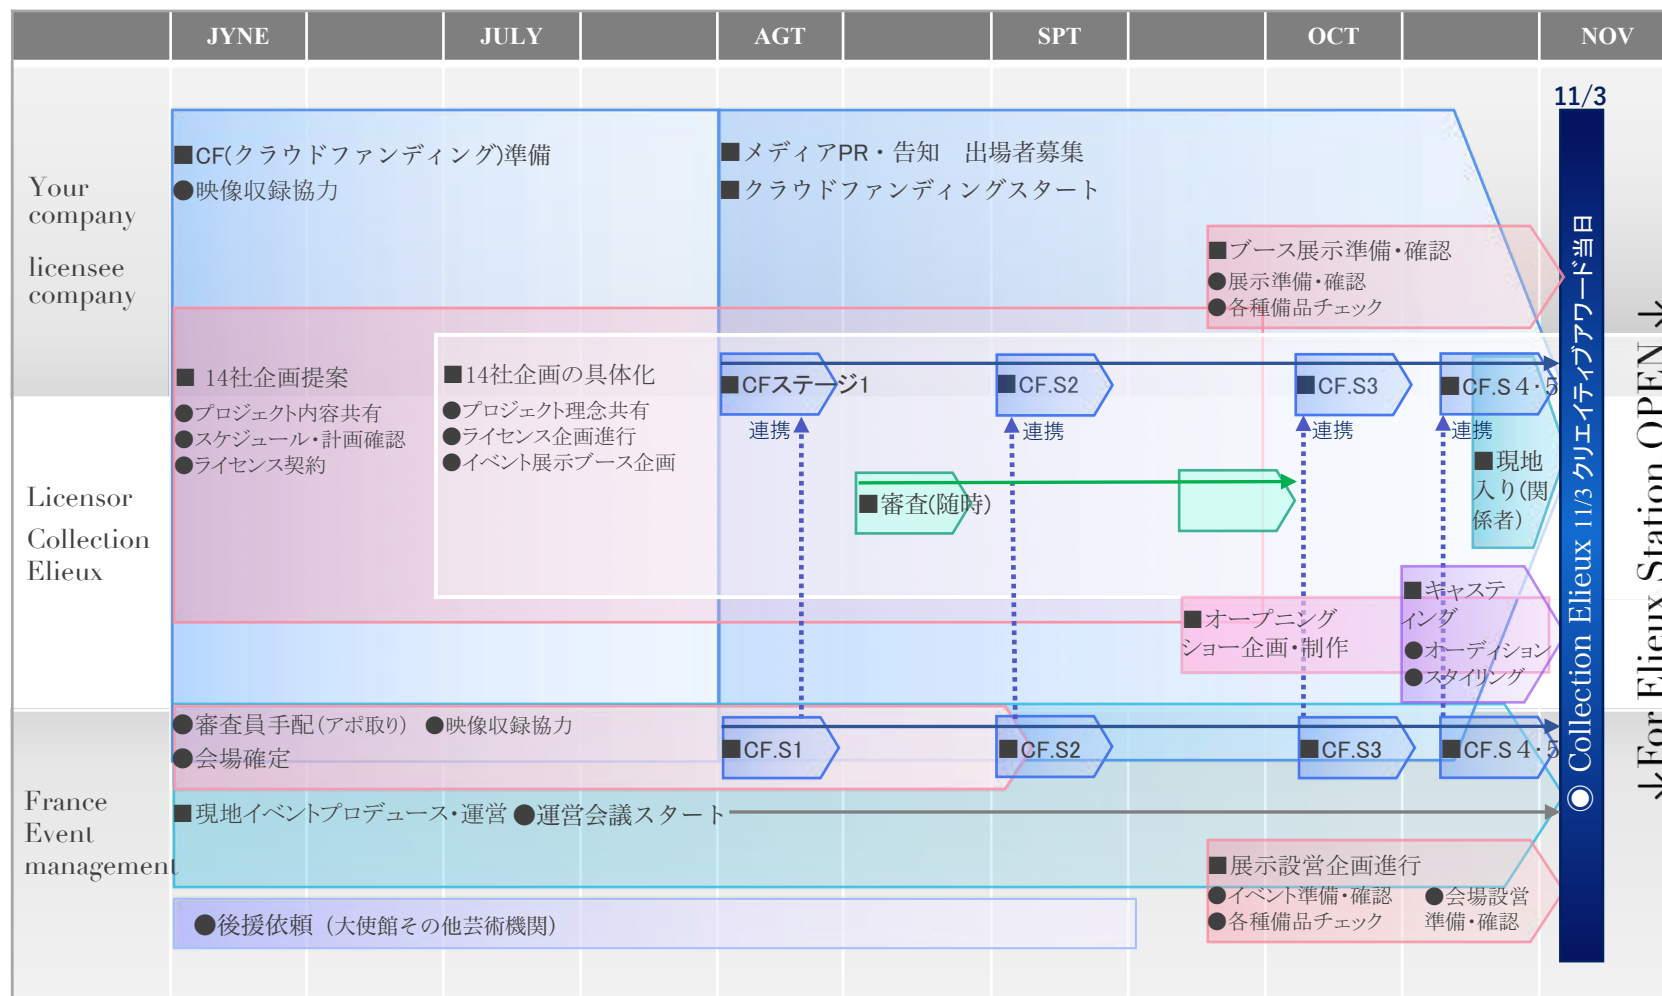 JYNE
JULY
AGT
SPT
OCT
NOV
11/3
Your
company
licensee
company
■CF(クラウドファンディング)準備
●映像収録協力
■メディアPR・告知　出場者募集
■クラウドファンディングスタート
■ブース展示準備・確認
●展示準備・確認
●各種備品チェック
Licensor
Collection
Elieux
■ 14社企画提案
●プロジェクト内容共有
●スケジュール・計画確認
●ライセンス契約
■14社企画の具体化
●プロジェクト理念共有
●ライセンス企画進行
●イベント展示ブース企画
■CFステージ1
■CF.S2
■CF.S3
■CF.S４・５
連携
連携
連携
連携
■審査(随時)
■現地
入り(関
係者)
■オープニング
ショー企画・制作
■キャステ
ィング
●オーディション
●スタイリング
France
Event
management
●審査員手配(アポ取り)　●映像収録協力
●会場確定
■CF.S1
■CF.S2
■CF.S3
■CF.S４・５
■現地イベントプロデュース・運営 ●運営会議スタート
■展示設営企画進行
●イベント準備・確認
●各種備品チェック
●会場設営
準備・確認
●後援依頼（大使館その他芸術機関）
◉ Collection Elieux 11/3 クリエイティブアワード当日
↓For Elieux Station OPEN↓